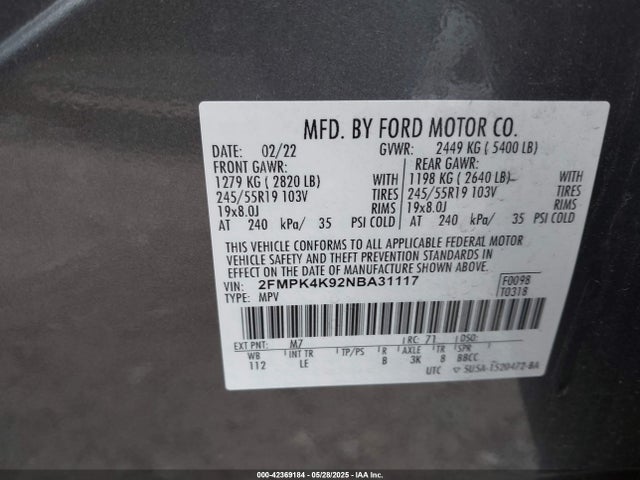 MFD. BY FORD MOTOR CO.
DATE: 02/22 GVWR: 2449 KG ( 5400 LB)
FRONT GAWR: REAR GAWR:
1279 KG ( 2820 LB) WITH 1198 KG ( 2640 LB) WITH
245/55R19 103V TIRES 245/55R19 103V TIRES
19x8.0J RIMS 19x8.0J RIMS
AT 240 kPa/ 35 PSI COLD AT 240 kPa/ 35 PSI COLD
THIS VEHICLE CONFORMS TO ALL APPLICABLE FEDERAL MOTOR
VEHICLE SAFETY AND THEFT PREVENTION STANDARDS IN
EFFECT ON THE DATE OF MANUFACTURE SHOWN ABOVE.
VIN: 2FMPK4K92NBA31117 F0098
TYPE: MPV T0318
EXT PNT: M7 RC: 71 DSO:
WB INT TR TP/PS R AXLE TR SPR
112 LE B 3K 8 BBCC
UTC 5U5A-1520472-BA
000-42369184 | 05/28/2025 | IAA Inc.